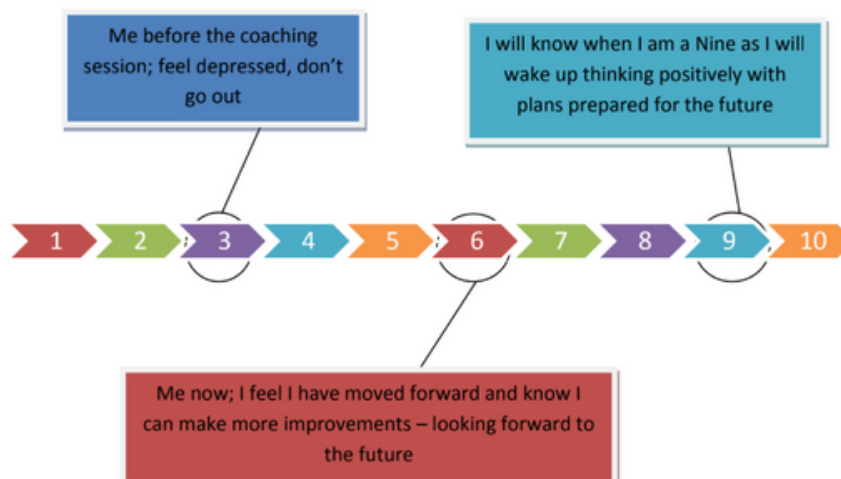 Me before the coaching
session; feel depressed, don't
go out
I will know when I am a Nine as I will
wake up thinking positively with
plans prepared for the future
1 2 3 4 5 6 7 8 9 10
Me now; I feel I have moved forward and know I
can make more improvements – looking forward to
the future